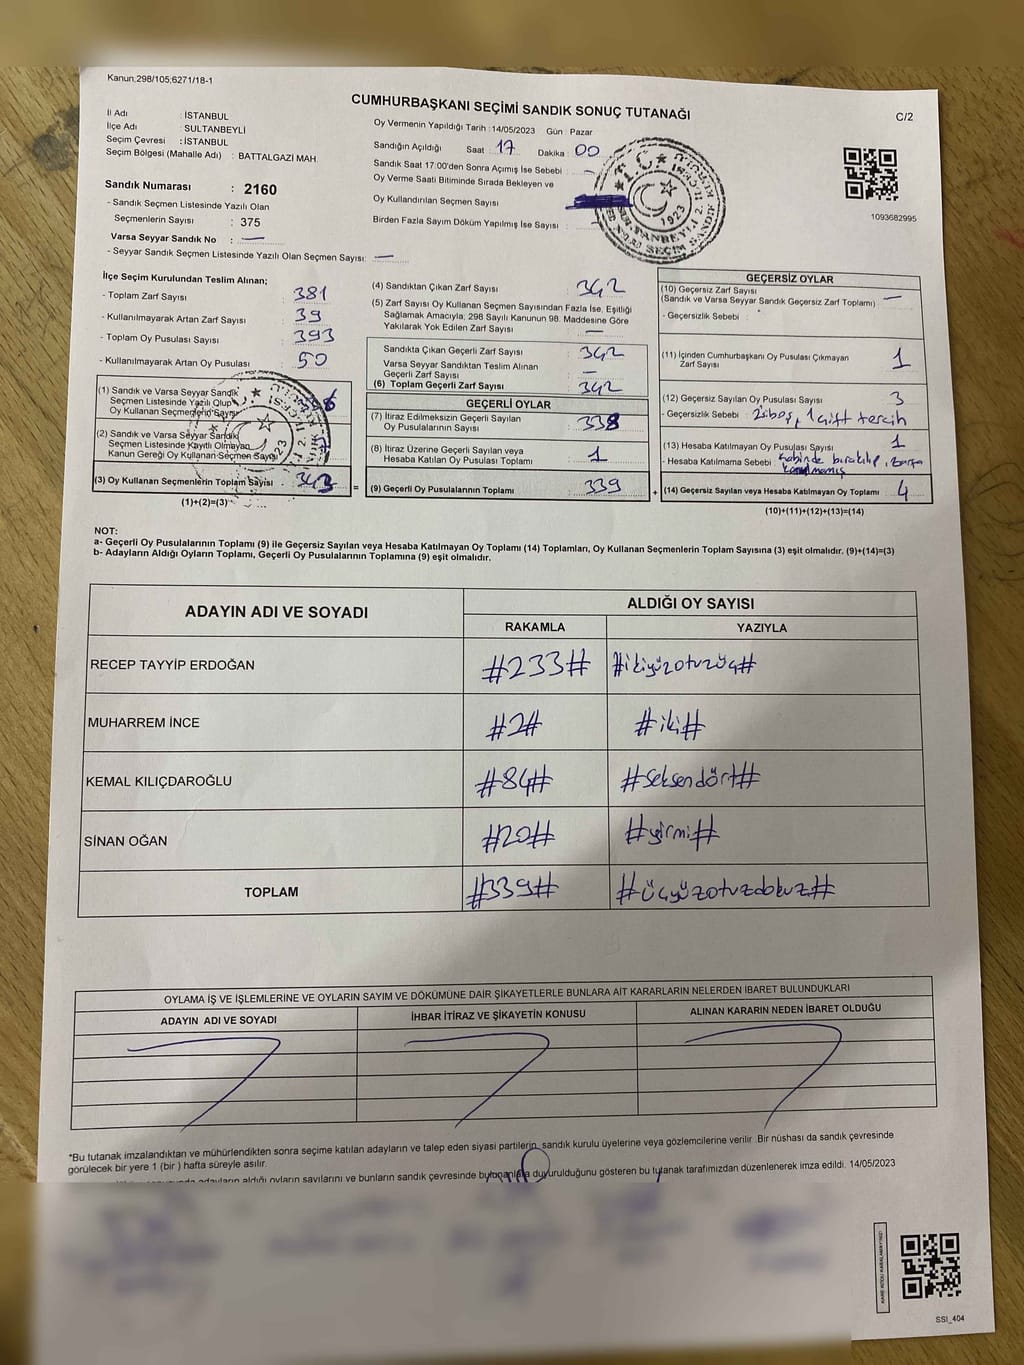 Kanun;298/105;6271/18-1
CUMHURBAŞKANI SEÇİMİ SANDIK SONUÇ TUTANAĞI
C/2
İl Adı : İSTANBUL
İlçe Adı : SULTANBEYLİ
Seçim Çevresi : İSTANBUL
Seçim Bölgesi (Mahalle Adı) : BATTALGAZİ MAH.
Sandık Numarası : 2160
- Sandık Seçmen Listesinde Yazılı Olan
Seçmenlerin Sayısı : 375
Varsa Seyyar Sandık No : —
- Seyyar Sandık Seçmen Listesinde Yazılı Olan Seçmen Sayısı: —
Oy Vermenin Yapıldığı Tarih : 14/05/2023 Gün : Pazar
Sandığın Açıldığı Saat 17 Dakika 00
Sandık Saat 17:00'den Sonra Açımış İse Sebebi : —
Oy Verme Saati Bitiminde Sırada Bekleyen ve
Oy Kullandırılan Seçmen Sayısı
Birden Fazla Sayım Döküm Yapılmış İse Sayısı :
T.C.
1923
1093682995
İlçe Seçim Kurulundan Teslim Alınan;
- Toplam Zarf Sayısı : 381
- Kullanılmayarak Artan Zarf Sayısı : 39
- Toplam Oy Pusulası Sayısı : 393
- Kullanılmayarak Artan Oy Pusulası : 50
(1) Sandık ve Varsa Seyyar Sandık
Seçmen Listesinde Yazılı Olup
Oy Kullanan Seçmenlerin Sayısı
(2) Sandık ve Varsa Seyyar Sandık
Seçmen Listesinde Kayıtlı Olmayan
Kanun Gereği Oy Kullanan Seçmen Sayısı
(3) Oy Kullanan Seçmenlerin Toplam Sayısı : 343
(1)+(2)=(3)
=
(4) Sandıktan Çıkan Zarf Sayısı : 342
(5) Zarf Sayısı Oy Kullanan Seçmen Sayısından Fazla İse, Eşitliği
Sağlamak Amacıyla; 298 Sayılı Kanunun 98. Maddesine Göre
Yakılarak Yok Edilen Zarf Sayısı : —
Sandıkta Çıkan Geçerli Zarf Sayısı : 342
Varsa Seyyar Sandıktan Teslim Alınan
Geçerli Zarf Sayısı : —
(6) Toplam Geçerli Zarf Sayısı : 342
GEÇERLİ OYLAR
(7) İtiraz Edilmeksizin Geçerli Sayılan
Oy Pusulalarının Sayısı : 338
(8) İtiraz Üzerine Geçerli Sayılan veya
Hesaba Katılan Oy Pusulası Toplamı : 1
(9) Geçerli Oy Pusulalarının Toplamı : 339
+
GEÇERSİZ OYLAR
(10) Geçersiz Zarf Sayısı
(Sandık ve Varsa Seyyar Sandık Geçersiz Zarf Toplamı) —
- Geçersizlik Sebebi :
(11) İçinden Cumhurbaşkanı Oy Pusulası Çıkmayan
Zarf Sayısı 1
(12) Geçersiz Sayılan Oy Pusulası Sayısı 3
- Geçersizlik Sebebi : 2si boş, 1 çift tercih
(13) Hesaba Katılmayan Oy Pusulası Sayısı 1
- Hesaba Katılmama Sebebi kabinde bırakılıp, zarfa
konulmamış
(14) Geçersiz Sayılan veya Hesaba Katılmayan Oy Toplamı 4
(10)+(11)+(12)+(13)=(14)
NOT:
a- Geçerli Oy Pusulalarının Toplamı (9) ile Geçersiz Sayılan veya Hesaba Katılmayan Oy Toplamı (14) Toplamları, Oy Kullanan Seçmenlerin Toplam Sayısına (3) eşit olmalıdır. (9)+(14)=(3)
b- Adayların Aldığı Oyların Toplamı, Geçerli Oy Pusulalarının Toplamına (9) eşit olmalıdır.
ADAYIN ADI VE SOYADI
ALDIĞI OY SAYISI
RAKAMLA YAZIYLA
RECEP TAYYİP ERDOĞAN #233# #ikiyüzotuzüç#
MUHARREM İNCE #2# #iki#
KEMAL KILIÇDAROĞLU #84# #seksendört#
SİNAN OĞAN #20# #yirmi#
TOPLAM #339# #üçyüzotuzdokuz#
OYLAMA İŞ VE İŞLEMLERİNE VE OYLARIN SAYIM VE DÖKÜMÜNE DAİR ŞİKAYETLERLE BUNLARA AİT KARARLARIN NELERDEN İBARET BULUNDUKLARI
ADAYIN ADI VE SOYADI İHBAR İTİRAZ VE ŞİKAYETİN KONUSU ALINAN KARARIN NEDEN İBARET OLDUĞU
*Bu tutanak imzalandıktan ve mühürlendikten sonra seçime katılan adayların ve talep eden siyasi partilerin, sandık kurulu üyelerine veya gözlemcilerine verilir. Bir nüshası da sandık çevresinde
görülecek bir yere 1 (bir) hafta süreyle asılır.
adayların aldığı oyların sayılarını ve bunların sandık çevresinde bulunanlara duyurulduğunu gösteren bu tutanak tarafımızdan düzenlenerek imza edildi. 14/05/2023
SSI_404